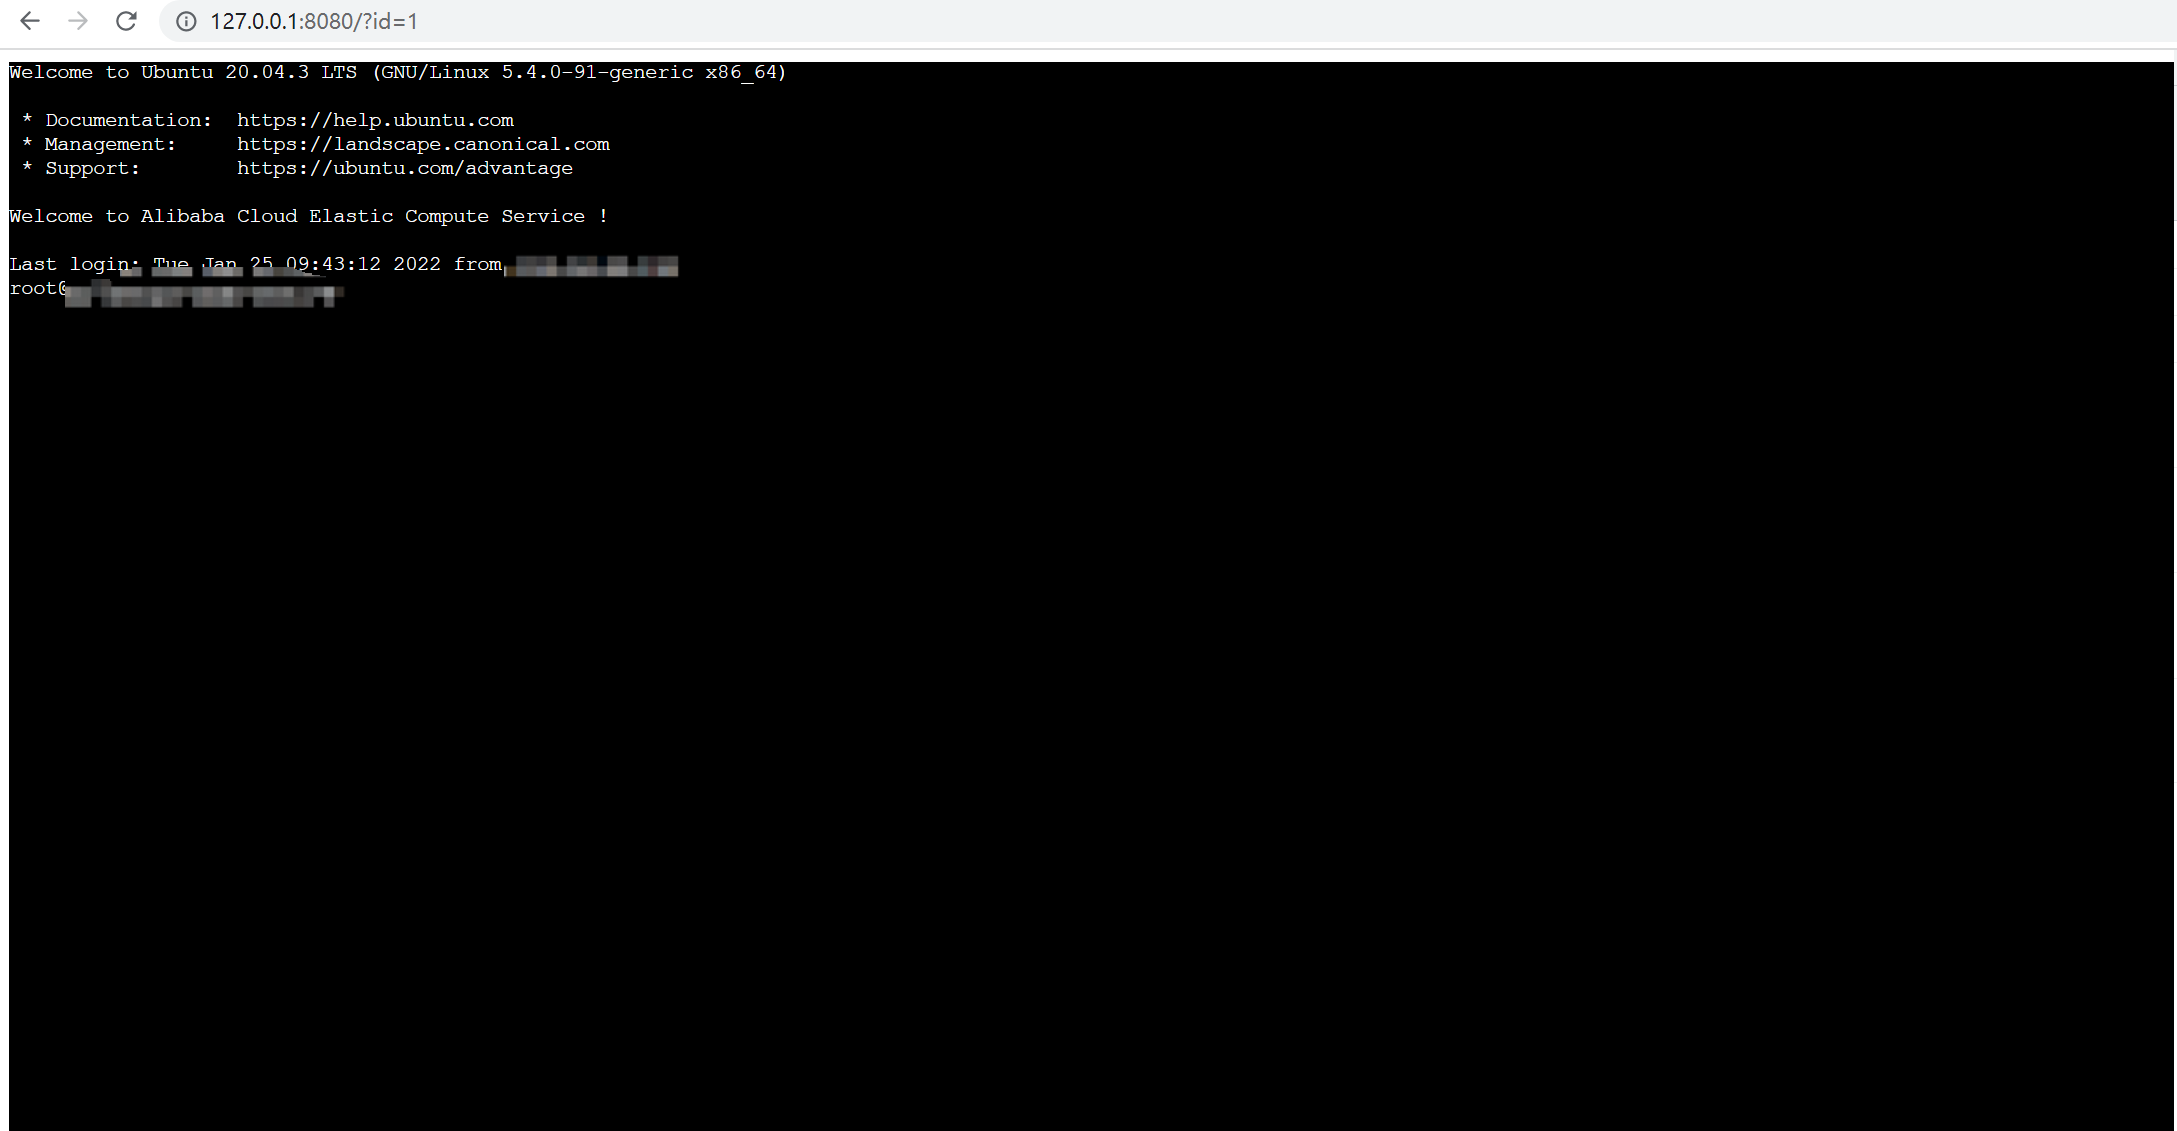 127.0.0.1:8080/?id=1
Welcome to Ubuntu 20.04.3 LTS (GNU/Linux 5.4.0-91-generic x86_64)
* Documentation:  https://help.ubuntu.com
* Management:     https://landscape.canonical.com
* Support:        https://ubuntu.com/advantage
Welcome to Alibaba Cloud Elastic Compute Service !
Last login: Tue Jan 25 09:43:12 2022 from
root@